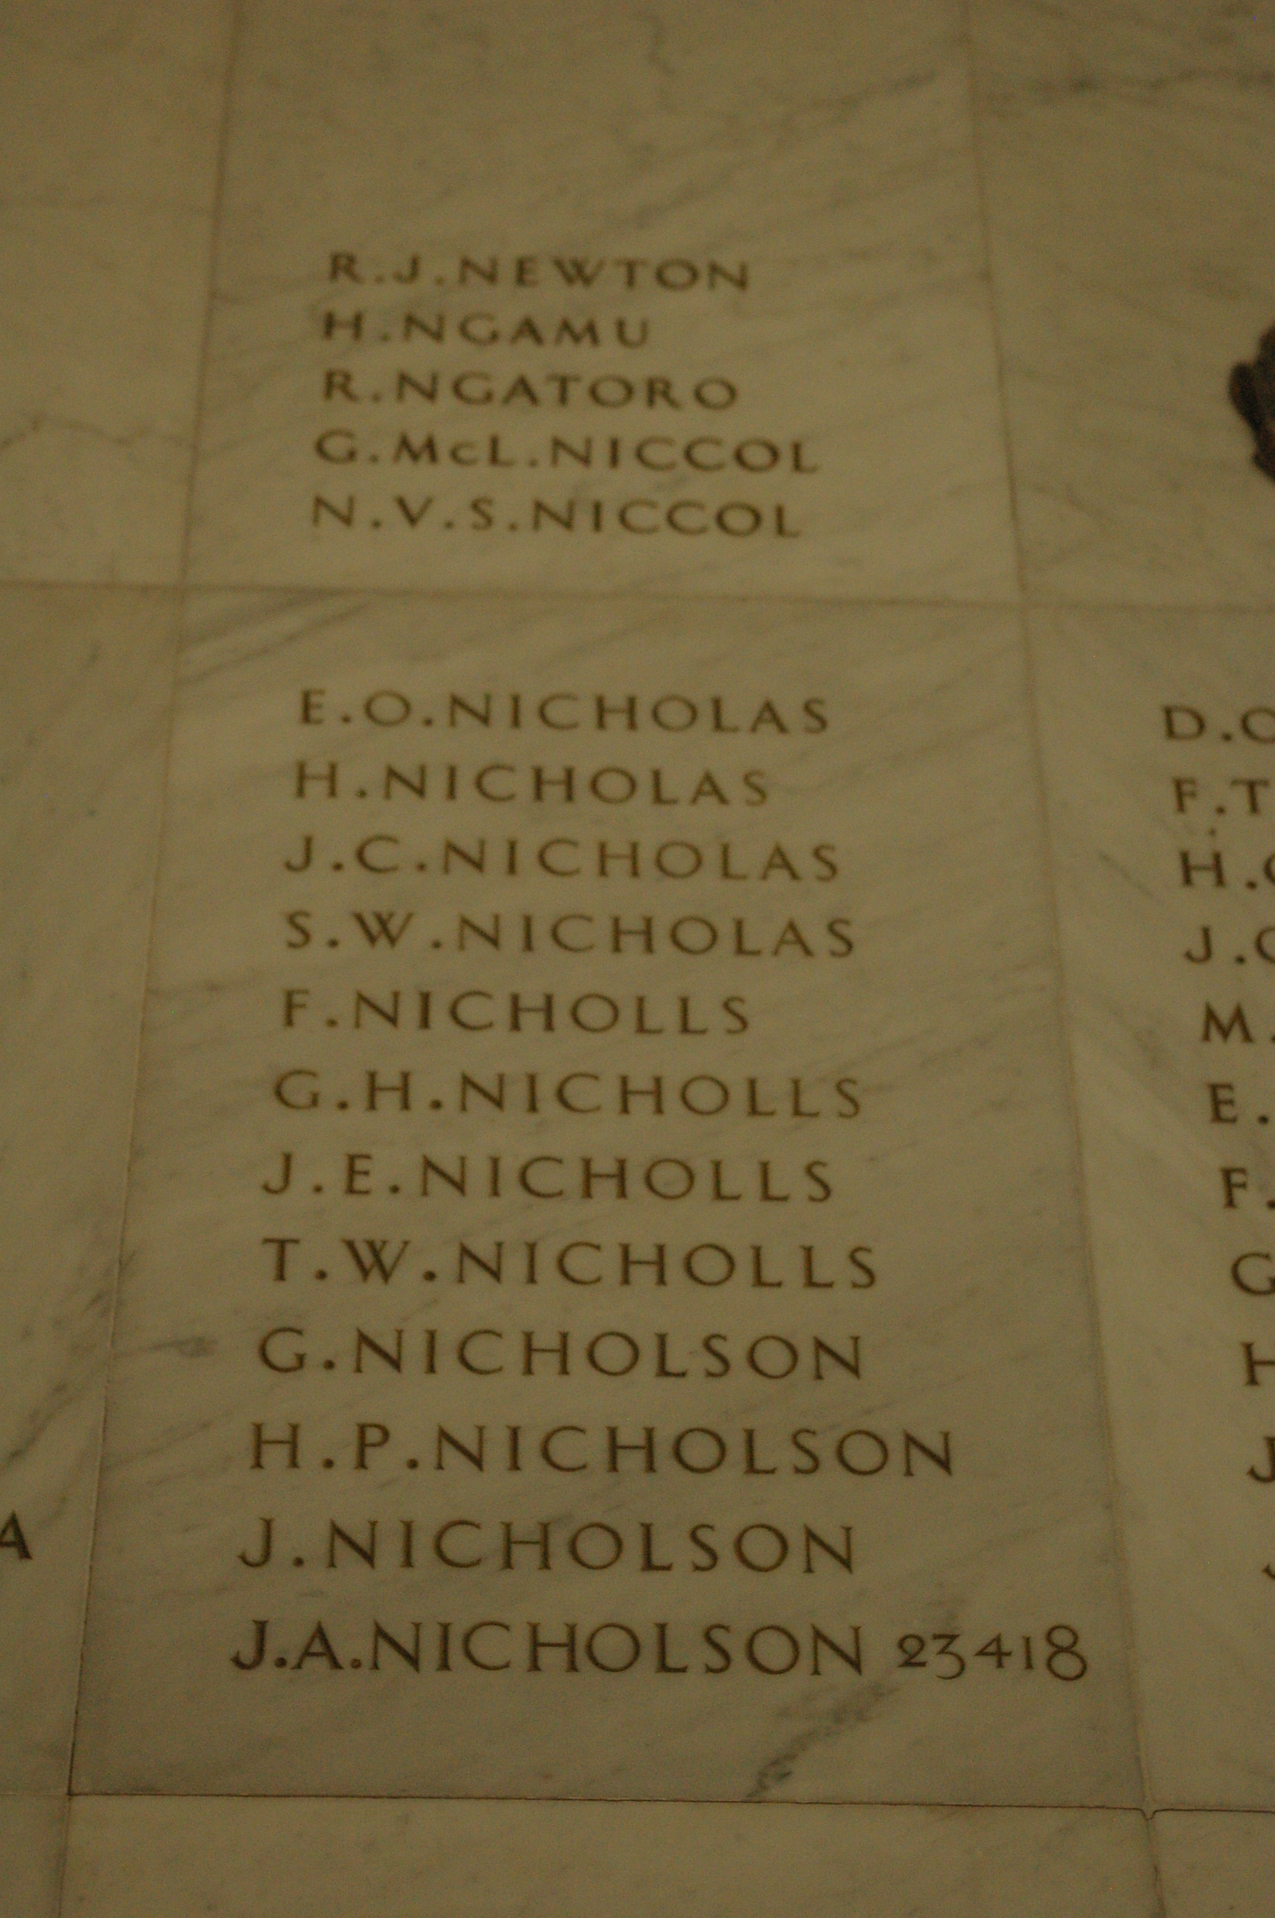 R.J.NEWTON
H.NGAMU
R.NGATORO
G.McL.NICCOL
N.V.S.NICCOL
E.O.NICHOLAS
H.NICHOLAS
J.C.NICHOLAS
S.W.NICHOLAS
F.NICHOLLS
G.H.NICHOLLS
J.E.NICHOLLS
T.W.NICHOLLS
G.NICHOLSON
H.P.NICHOLSON
J.NICHOLSON
J.A.NICHOLSON 23418
A
D.
F.T
H.
J.
M.
E.
F.
G
H
J